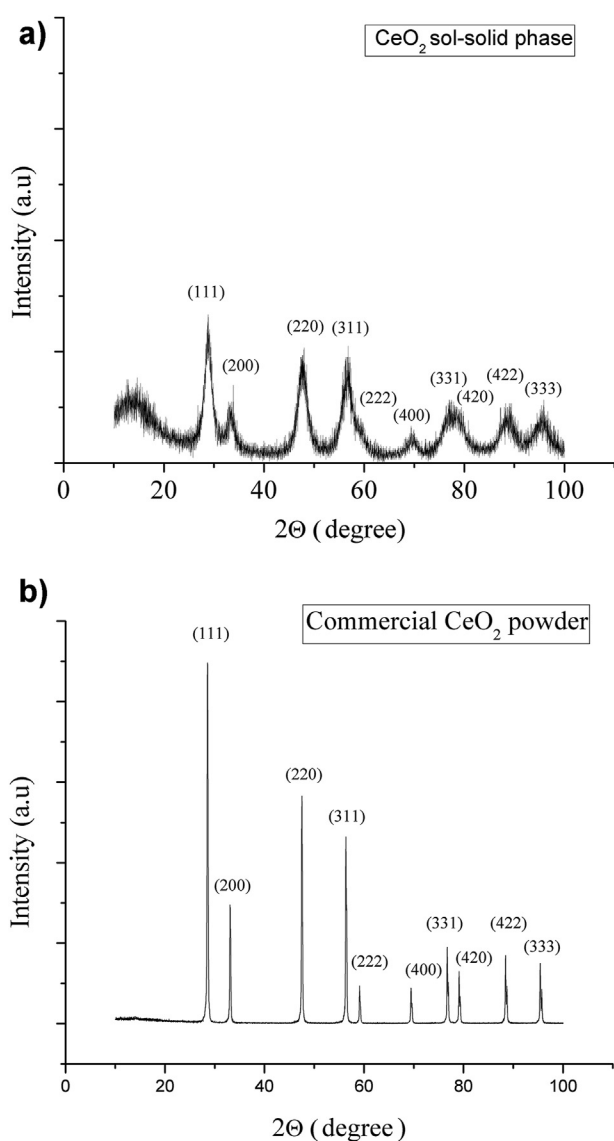 a)
CeO2 sol-solid phase
Intensity (a.u)
(111)
(200)
(220)
(311)
(222)
(400)
(331)
(420)
(422)
(333)
0 20 40 60 80 100
2Θ (degree)
b)
Commercial CeO2 powder
Intensity (a.u)
(111)
(200)
(220)
(311)
(222)
(400)
(331)
(420)
(422)
(333)
0 20 40 60 80 100
2Θ (degree)